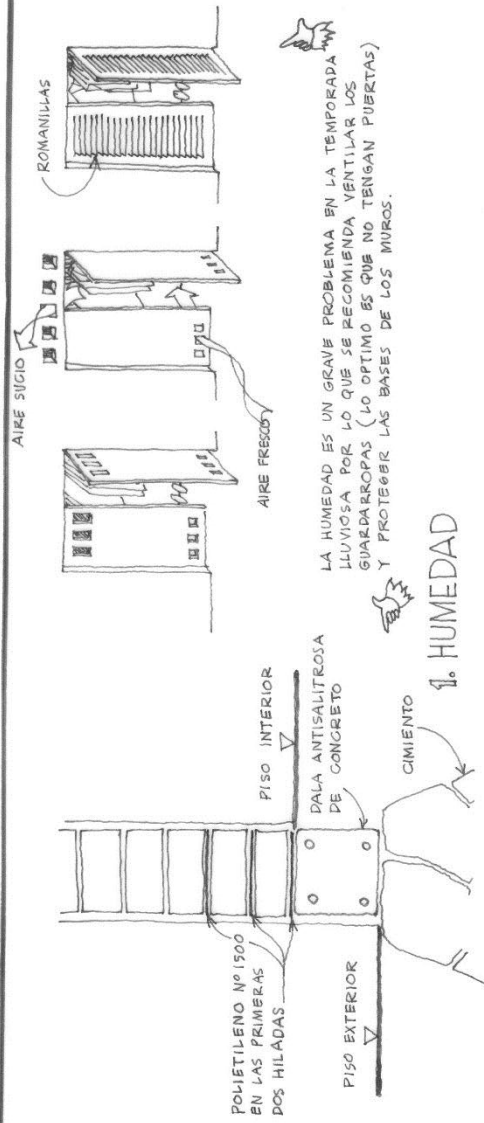 POLIETILENO Nº 1500
EN LAS PRIMERAS
DOS HILADAS
PISO EXTERIOR
PISO INTERIOR
DALA ANTISALITROSA
DE CONCRETO
CIMIENTO
1. HUMEDAD
AIRE SUCIO
AIRE FRESCO
ROMANILLAS
LA HUMEDAD ES UN GRAVE PROBLEMA EN LA TEMPORADA
LLUVIOSA POR LO QUE SE RECOMIENDA VENTILAR LOS
GUARDARROPAS (LO OPTIMO ES QUE NO TENGAN PUERTAS)
Y PROTEGER LAS BASES DE LOS MUROS.